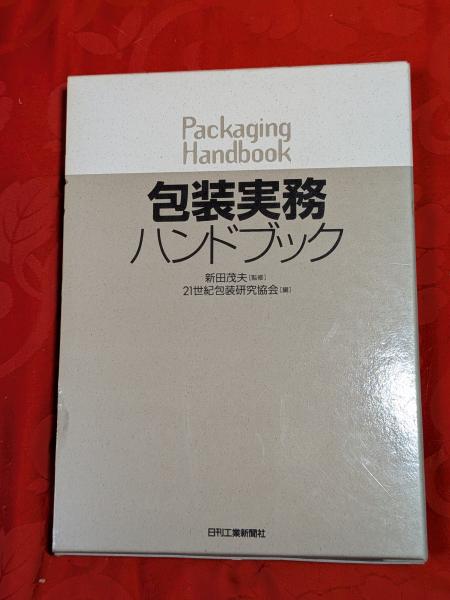 Packaging
Handbook
包装実務
ハンドブック
新田茂夫[監修]
21世紀包装研究協会[編]
日刊工業新聞社